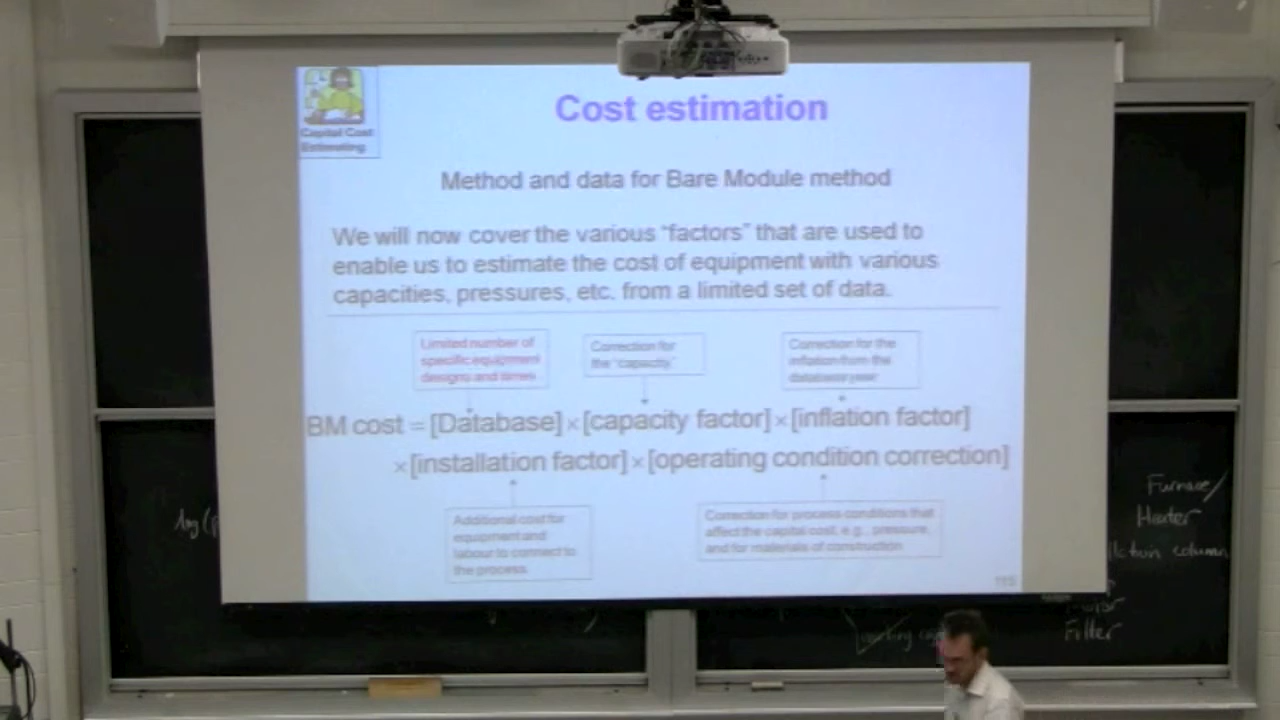 Capital Cost
Estimating
Cost estimation
Method and data for Bare Module method
We will now cover the various “factors” that are used to
enable us to estimate the cost of equipment with various
capacities, pressures, etc. from a limited set of data.
Limited number of
specific equipment
designs and times
Correction for
the “capacity”
Correction for the
inflation from the
database year
BM cost = [Database] × [capacity factor] × [inflation factor]
× [installation factor] × [operating condition correction]
Additional cost for
equipment and
labour to connect to
the process.
Correction for process conditions that
affect the capital cost, e.g., pressure,
and for materials of construction
log(
Furnace/
Heater
column
Filter